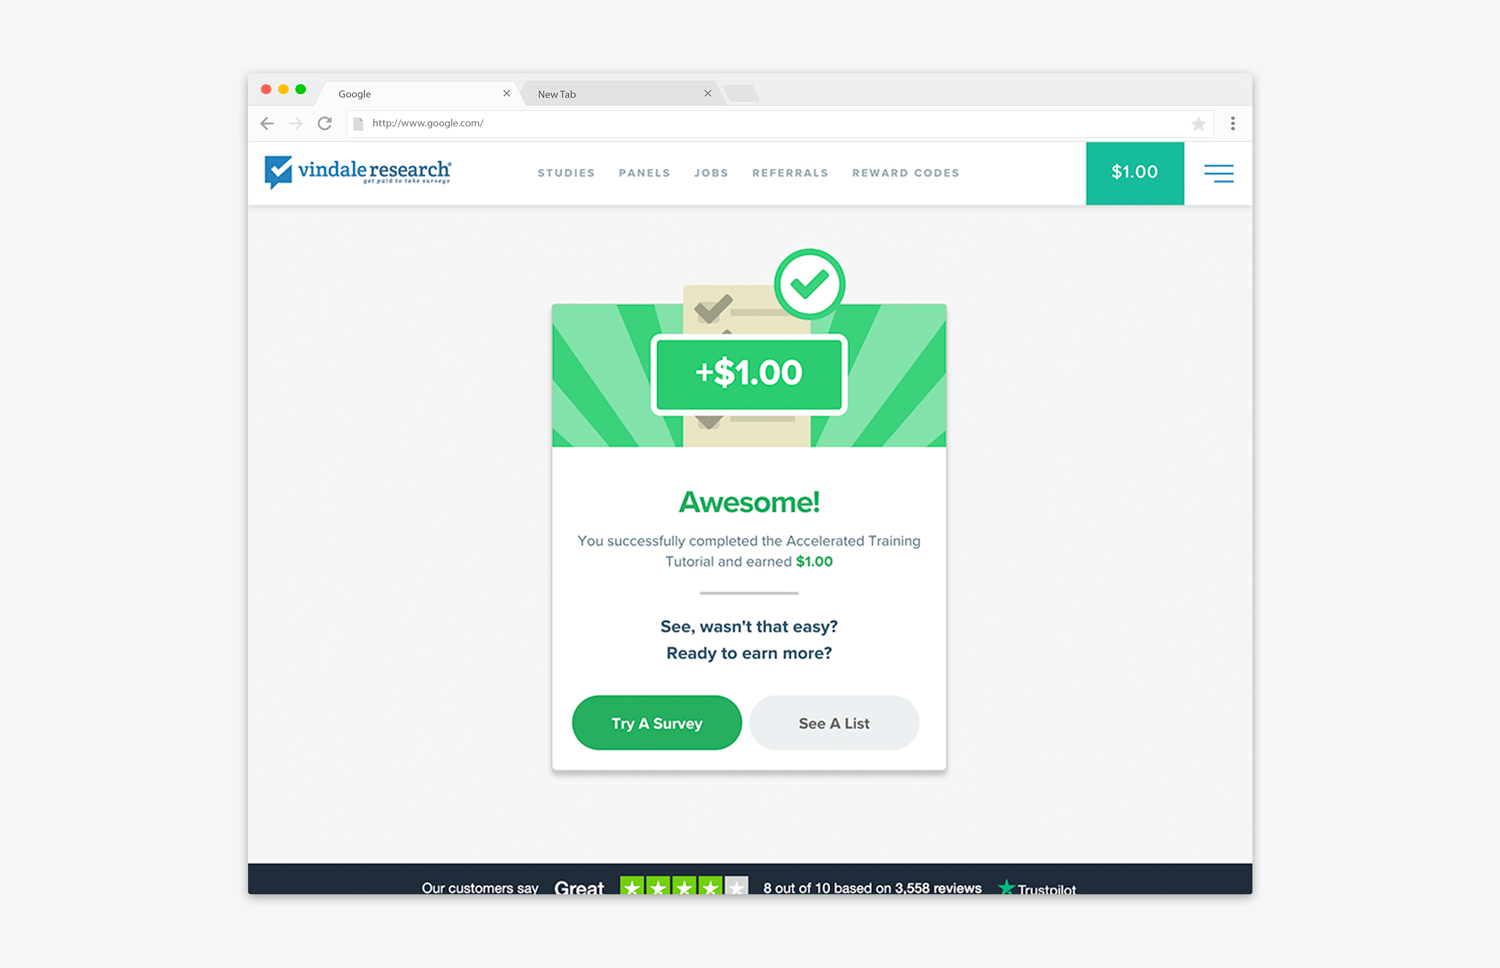 Google
New Tab
http://www.google.com/
vindale research®
get paid to take surveys
STUDIES
PANELS
JOBS
REFERRALS
REWARD CODES
$1.00
+$1.00
Awesome!
You successfully completed the Accelerated Training
Tutorial and earned $1.00
See, wasn't that easy?
Ready to earn more?
Try A Survey
See A List
Our customers say Great 8 out of 10 based on 3,558 reviews Trustpilot